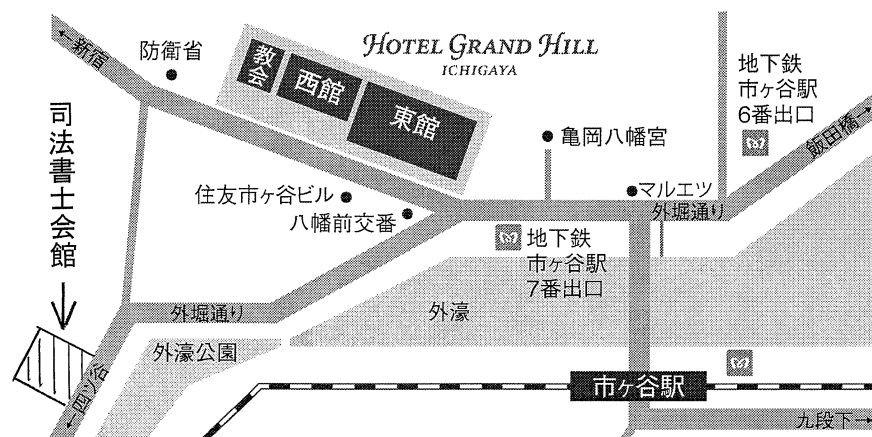 ←新宿
防衛省
教会
西館
東館
HOTEL GRAND HILL
ICHIGAYA
地下鉄
市ヶ谷駅
6番出口
飯田橋→
司法書士会館
亀岡八幡宮
住友市ヶ谷ビル
マルエツ
八幡前交番
外堀通り
地下鉄
市ヶ谷駅
7番出口
外堀通り
外濠
外濠公園
←四ツ谷
市ヶ谷駅
九段下→